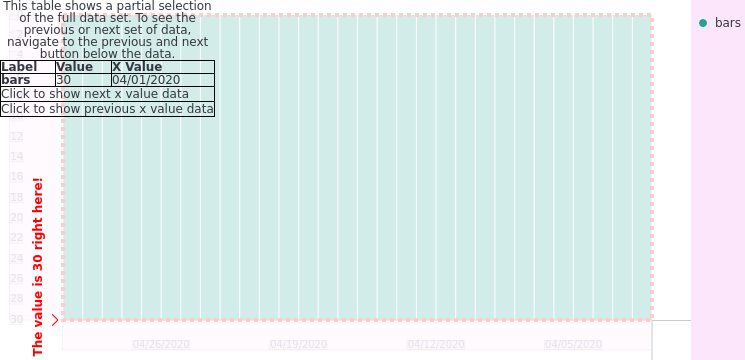 This table shows a partial selection
of the full data set. To see the
previous or next set of data,
navigate to the previous and next
button below the data.
Label Value X Value
bars 30 04/01/2020
Click to show next x value data
Click to show previous x value data
bars
12
14
16
18
20
22
24
26
28
30
The value is 30 right here!
04/26/2020 04/19/2020 04/12/2020 04/05/2020